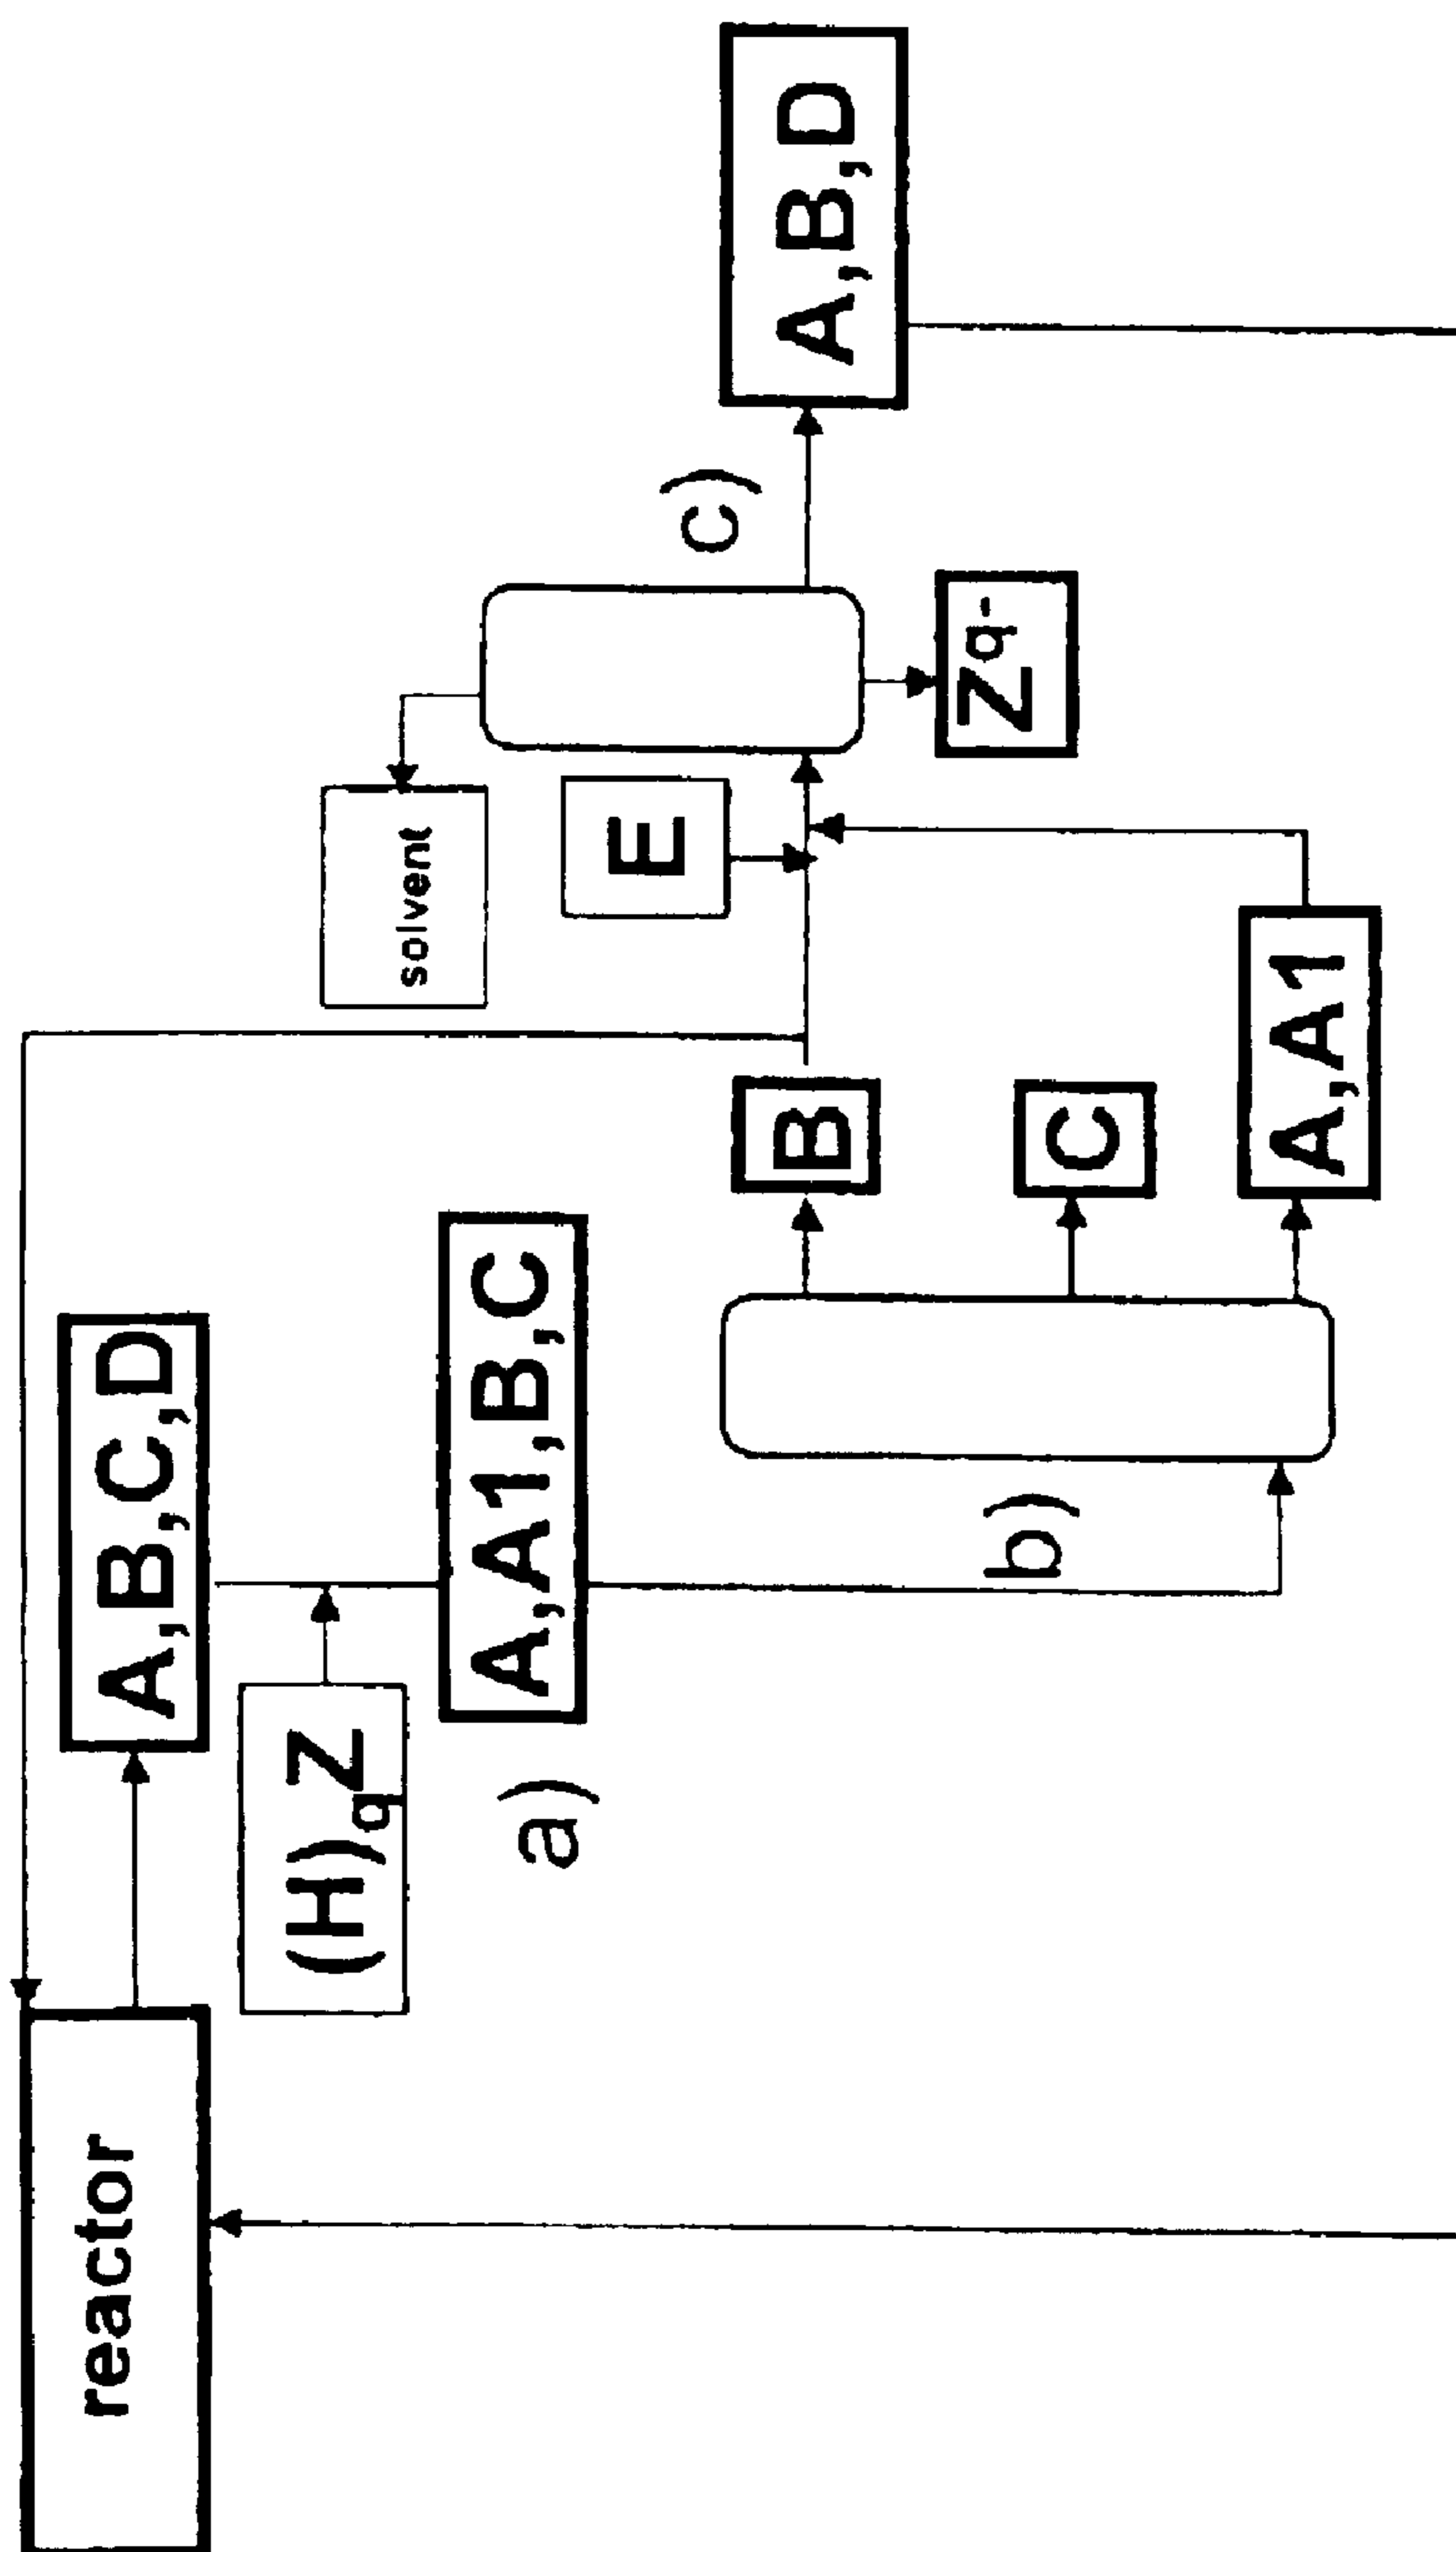 reactor
A,B,C,D
(H)qZ
a)
A,A1,B,C
b)
B
C
A,A1
solvent
E
c)
Zq-
A,B,D